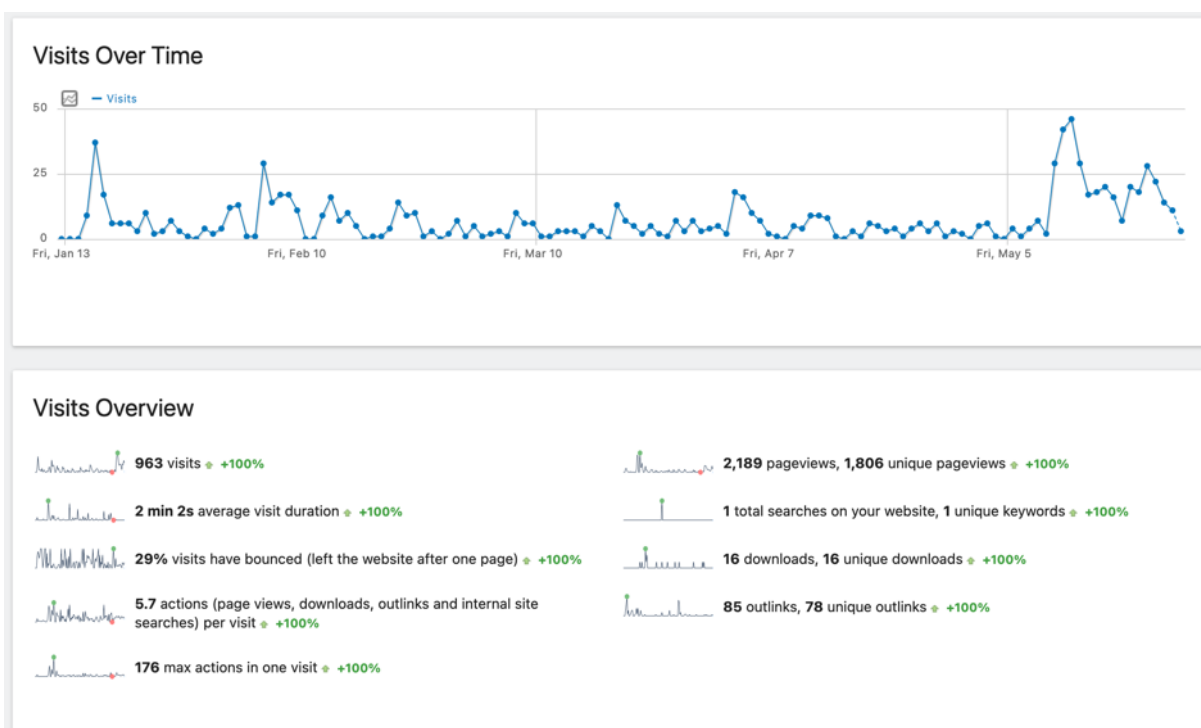 Visits Over Time
Visits
50
25
0
Fri, Jan 13
Fri, Feb 10
Fri, Mar 10
Fri, Apr 7
Fri, May 5
Visits Overview
963 visits +100%
2 min 2s average visit duration +100%
29% visits have bounced (left the website after one page) +100%
5.7 actions (page views, downloads, outlinks and internal site
searches) per visit +100%
176 max actions in one visit +100%
2,189 pageviews, 1,806 unique pageviews +100%
1 total searches on your website, 1 unique keywords +100%
16 downloads, 16 unique downloads +100%
85 outlinks, 78 unique outlinks +100%